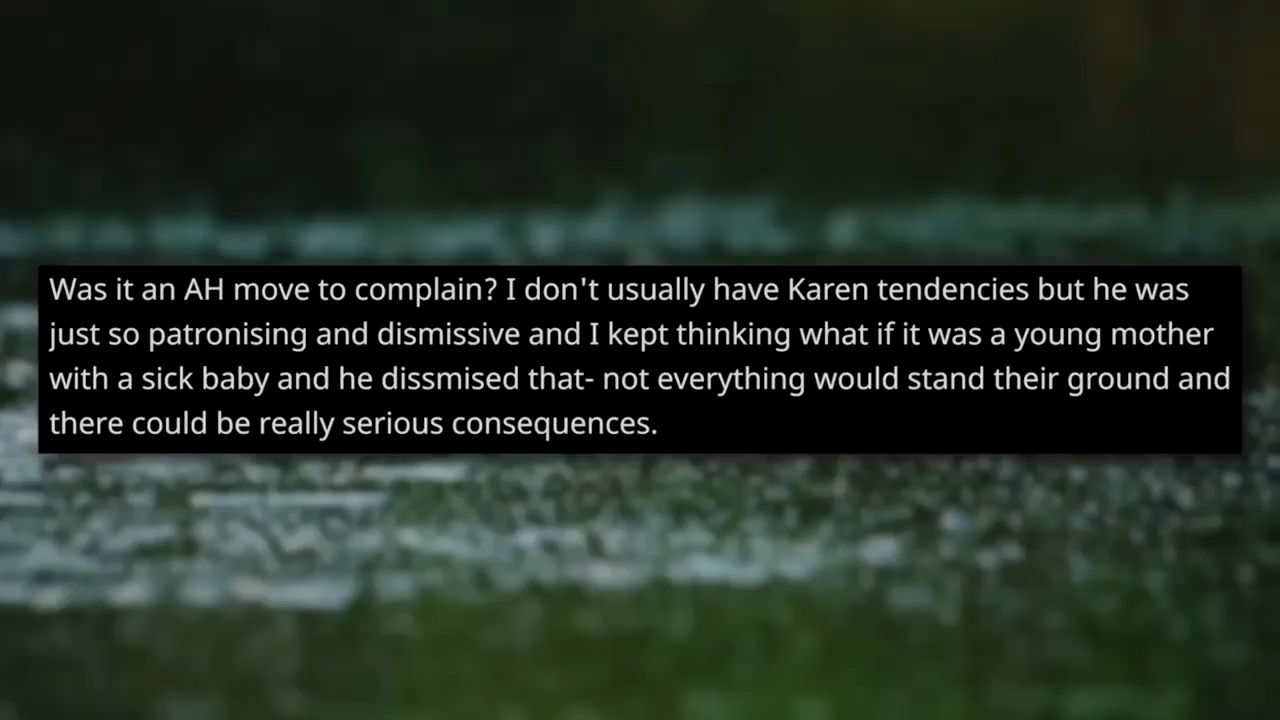 Was it an AH move to complain? I don't usually have Karen tendencies but he was
just so patronising and dismissive and I kept thinking what if it was a young mother
with a sick baby and he dissmised that- not everything would stand their ground and
there could be really serious consequences.